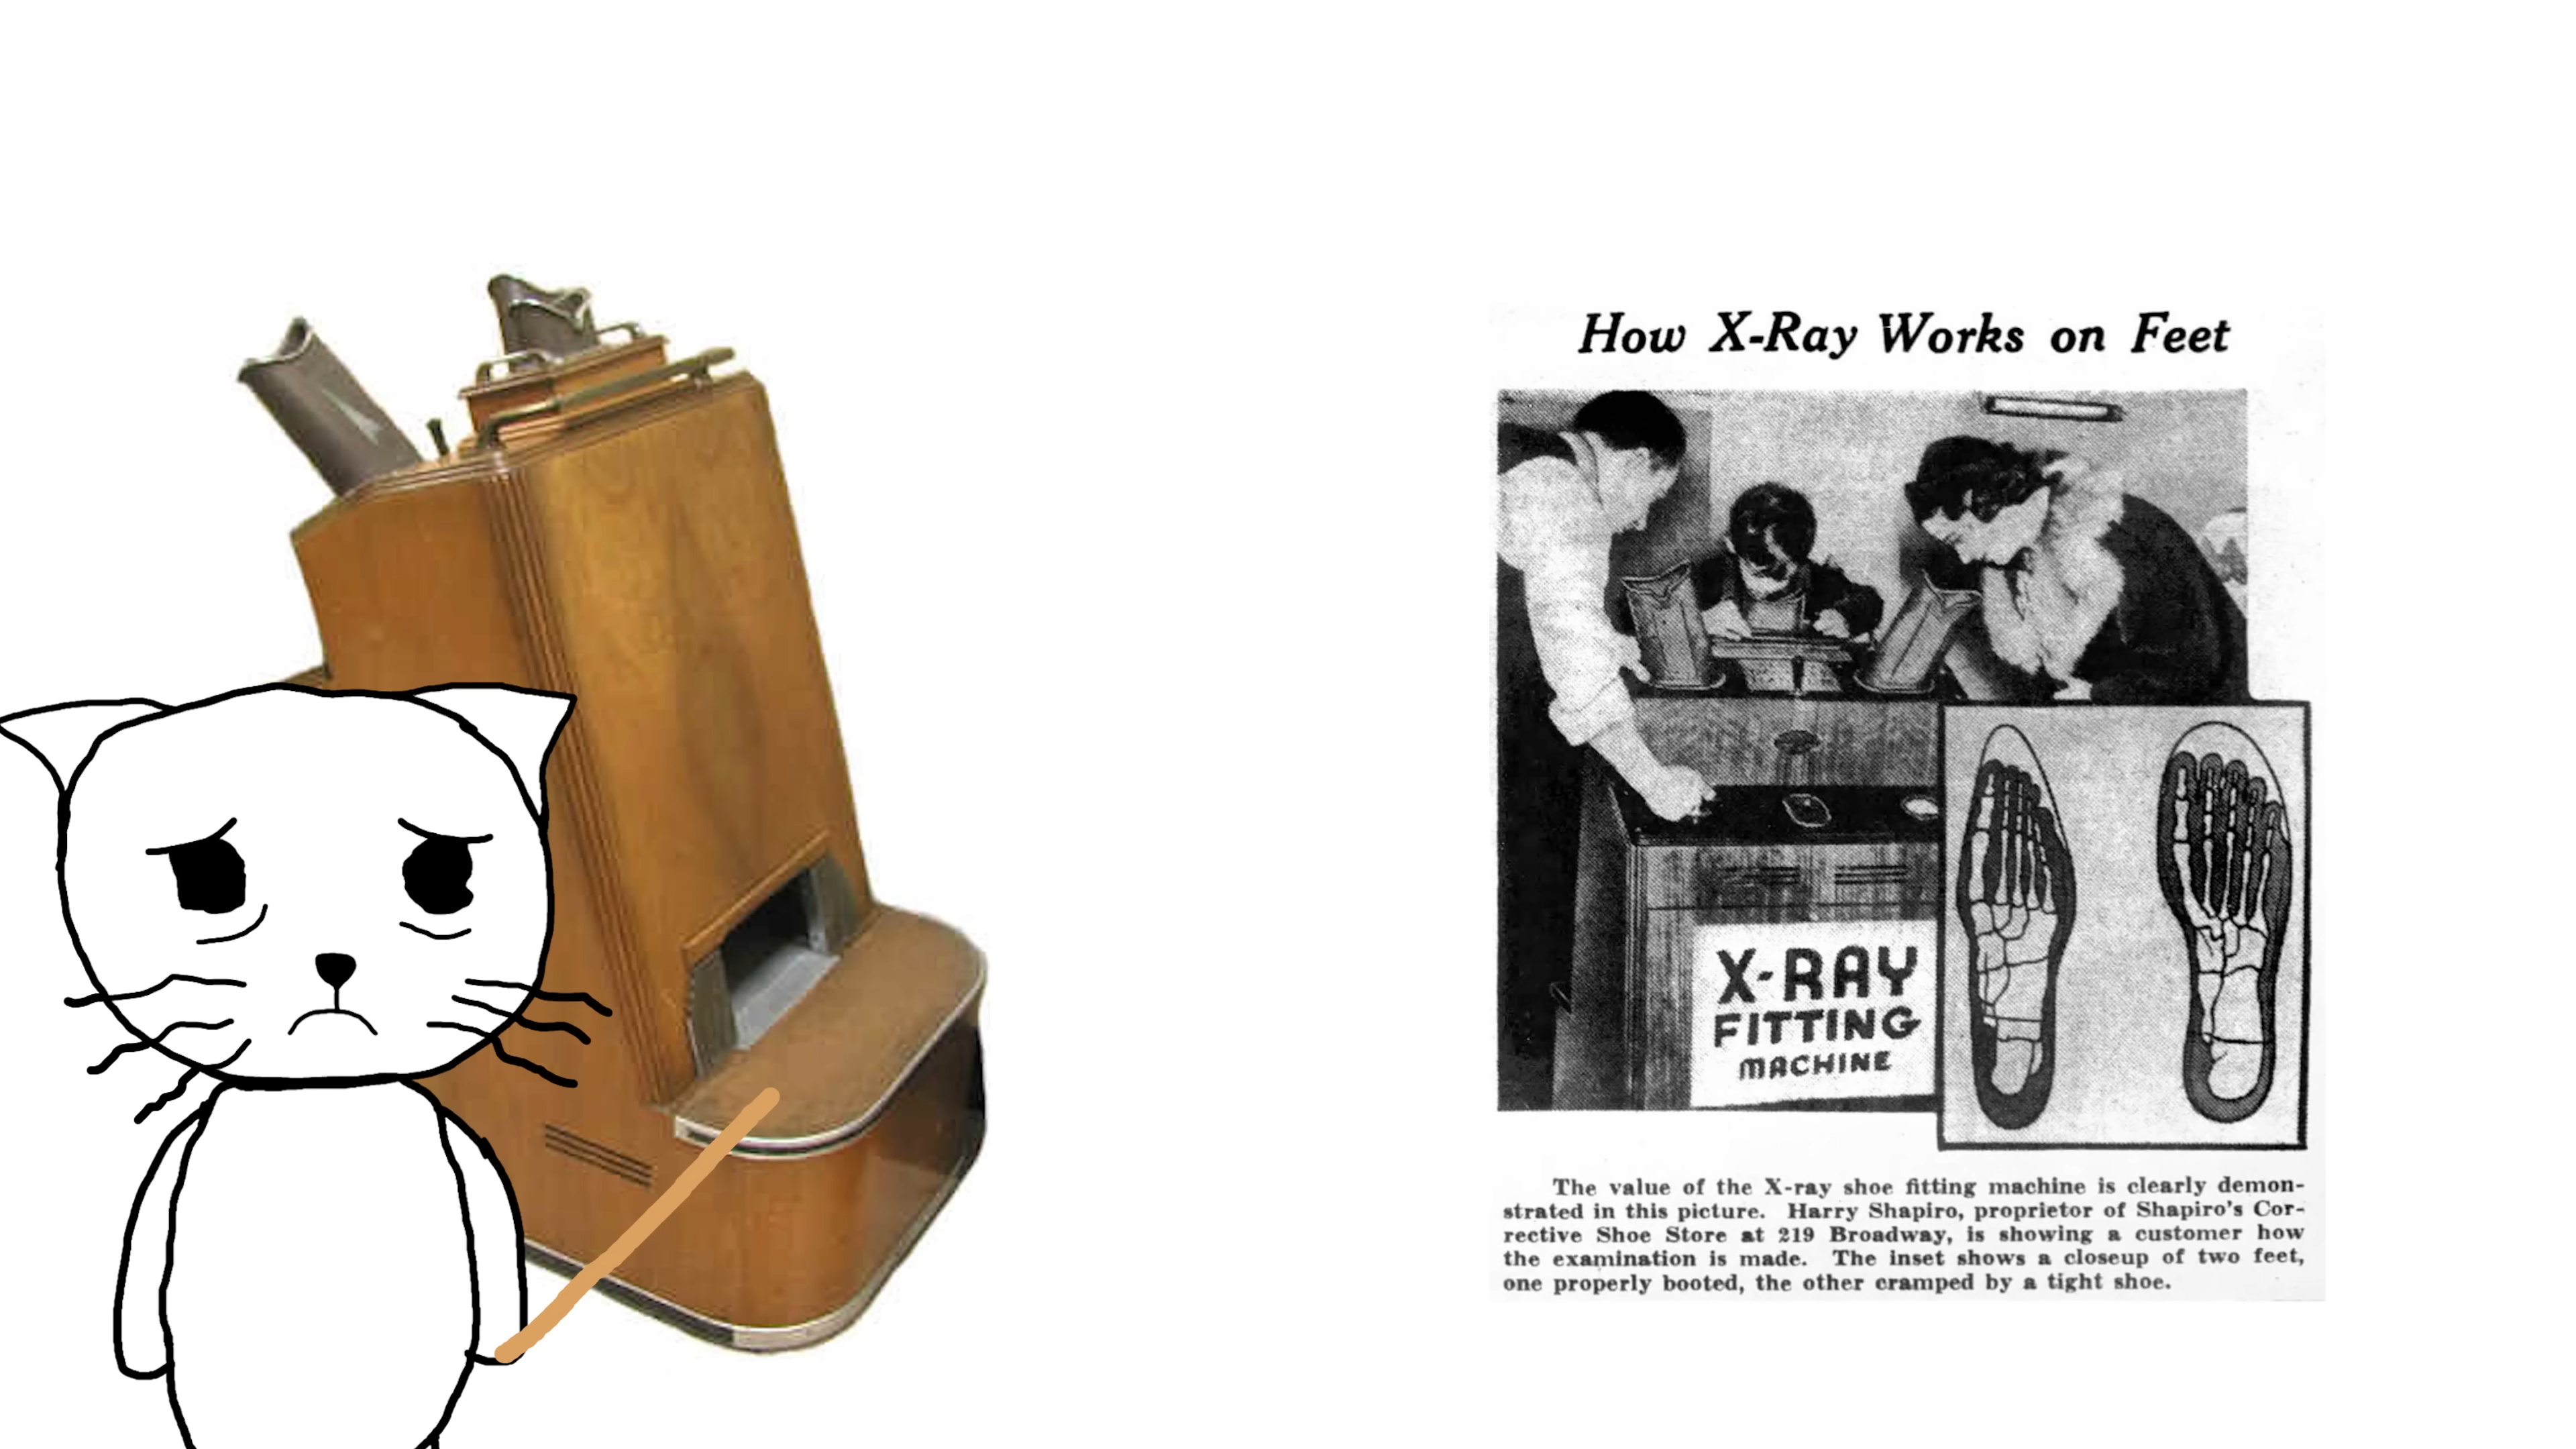 How X-Ray Works on Feet
X-RAY
FITTING
MACHINE
The value of the X-ray shoe fitting machine is clearly demon-
strated in this picture. Harry Shapiro, proprietor of Shapiro's Cor-
rective Shoe Store at 219 Broadway, is showing a customer how
the examination is made. The inset shows a closeup of two feet,
one properly booted, the other cramped by a tight shoe.